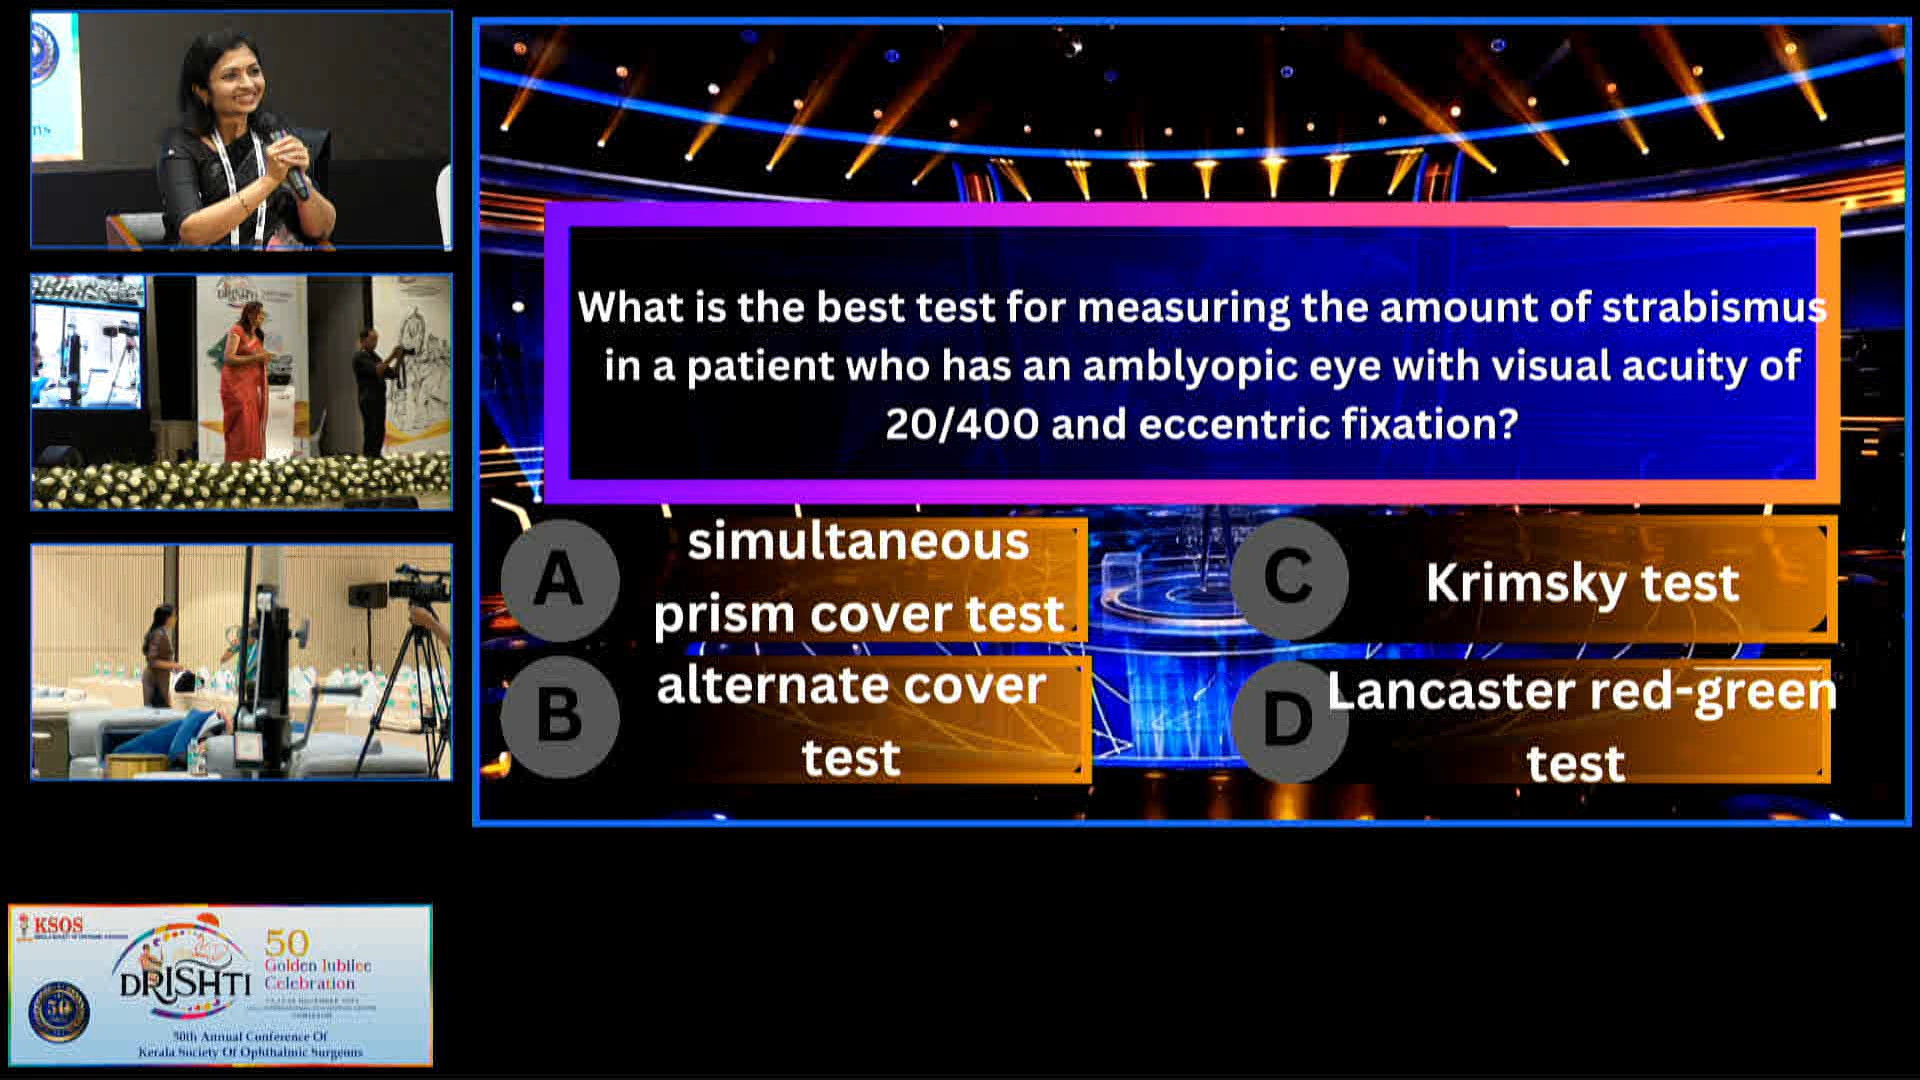 What is the best test for measuring the amount of strabismus
in a patient who has an amblyopic eye with visual acuity of
20/400 and eccentric fixation?
A
simultaneous
prism cover test
C
Krimsky test
B
alternate cover
test
D
Lancaster red-green
test
KSOS
DRISHTI
50
Golden Jubilee
Celebration
50th Annual Conference Of
Kerala Society Of Ophthalmic Surgeons